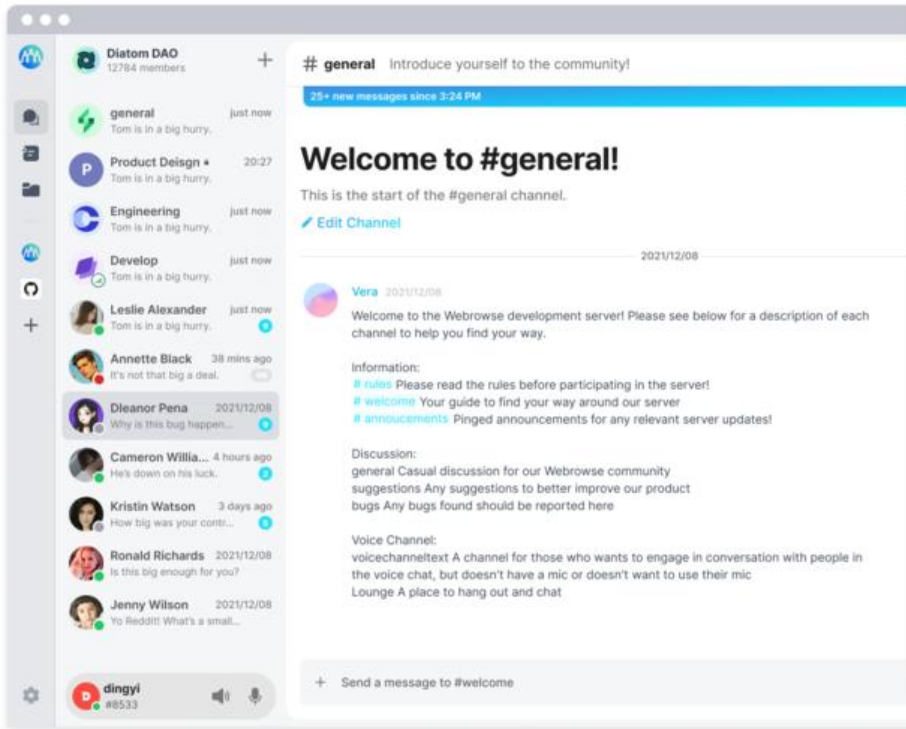 Diatom DAO
12784 members
general just now
Tom is in a big hurry.
P
Product Deisgn 20:27
Tom is in a big hurry.
Engineering just now
Tom is in a big hurry.
Develop just now
Tom is in a big hurry.
Leslie Alexander just now
Tom is in a big hurry.
Annette Black 38 mins ago
It's not that big a deal.
Dleanor Pena 2021/12/08
Why is this bug happen...
Cameron Willia... 4 hours ago
He's down on his luck.
Kristin Watson 3 days ago
How big was your contr...
Ronald Richards 2021/12/08
Is this big enough for you?
Jenny Wilson 2021/12/08
Yo Reddit! What's a small...
D
dingyi
#8533
# general Introduce yourself to the community!
25+ new messages since 3:24 PM
Welcome to #general!
This is the start of the #general channel.
Edit Channel
2021/12/08
Vera 2021/12/08
Welcome to the Webrowse development server! Please see below for a description of each
channel to help you find your way.
Information:
# rules Please read the rules before participating in the server!
# welcome Your guide to find your way around our server
# annoucements Pinged announcements for any relevant server updates!
Discussion:
general Casual discussion for our Webrowse community
suggestions Any suggestions to better improve our product
bugs Any bugs found should be reported here
Voice Channel:
voicechanneltext A channel for those who wants to engage in conversation with people in
the voice chat, but doesn't have a mic or doesn't want to use their mic
Lounge A place to hang out and chat
+ Send a message to #welcome